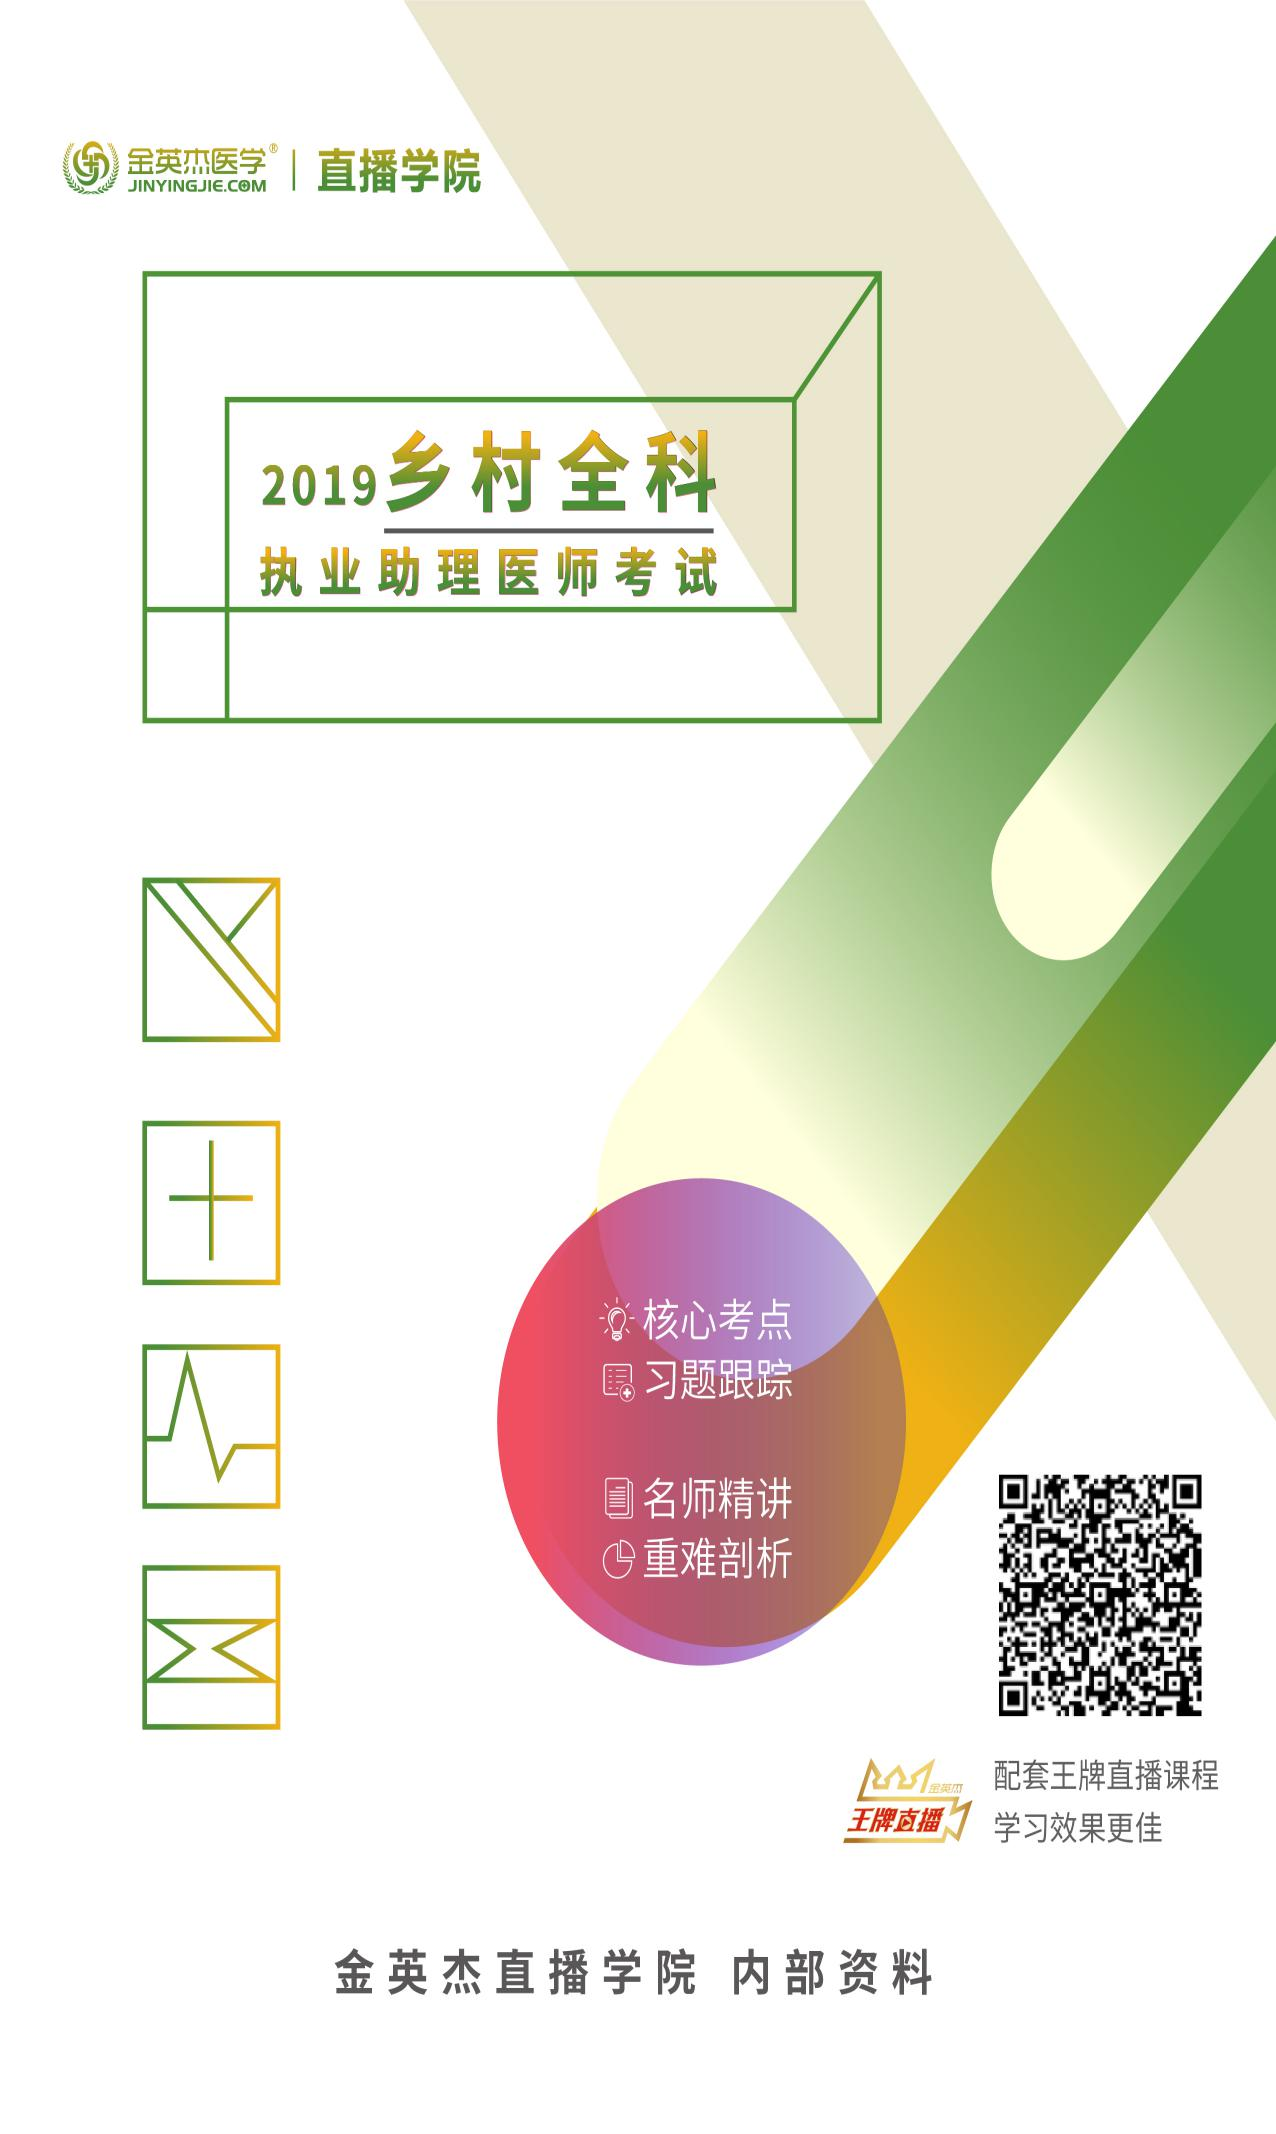 金英杰医学®
JINYINGJIE.COM
直播学院
2019乡村全科
执业助理医师考试
核心考点
习题跟踪
名师精讲
重难剖析
金英杰
王牌直播
配套王牌直播课程
学习效果更佳
金英杰直播学院 内部资料